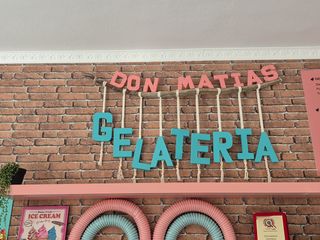 DON MATIAS
GELATERIA
ICE CREAM